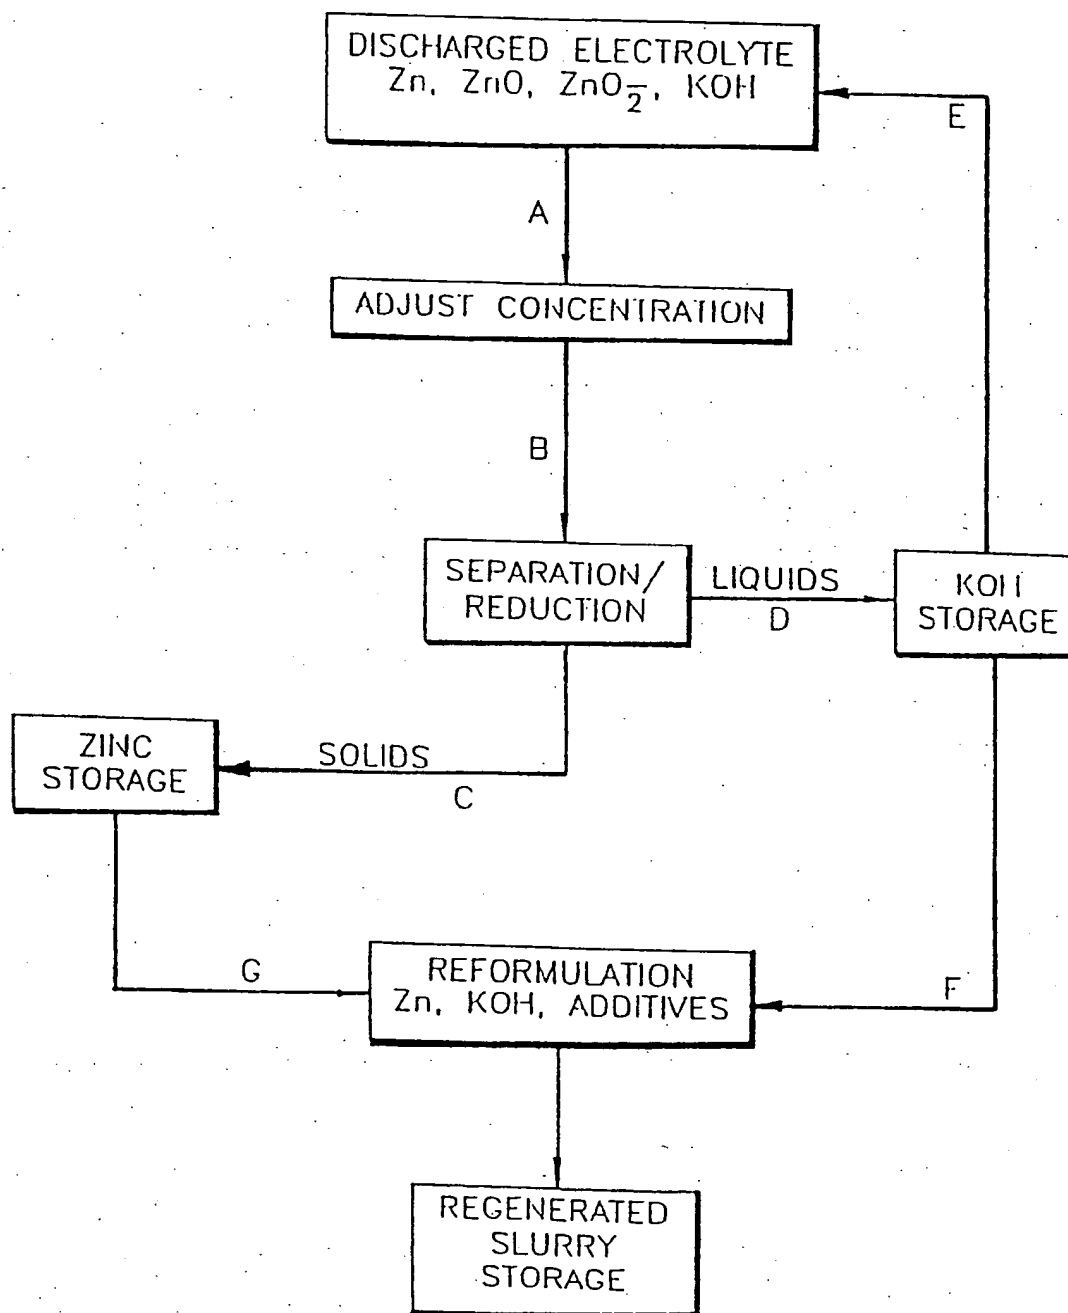 DISCHARGED ELECTROLYTE
Zn, ZnO, ZnO2̅, KOH
E
A
ADJUST CONCENTRATION
B
SEPARATION/
REDUCTION
LIQUIDS
D
KOH
STORAGE
ZINC
STORAGE
SOLIDS
C
G
REFORMULATION
Zn, KOH, ADDITIVES
F
REGENERATED
SLURRY
STORAGE